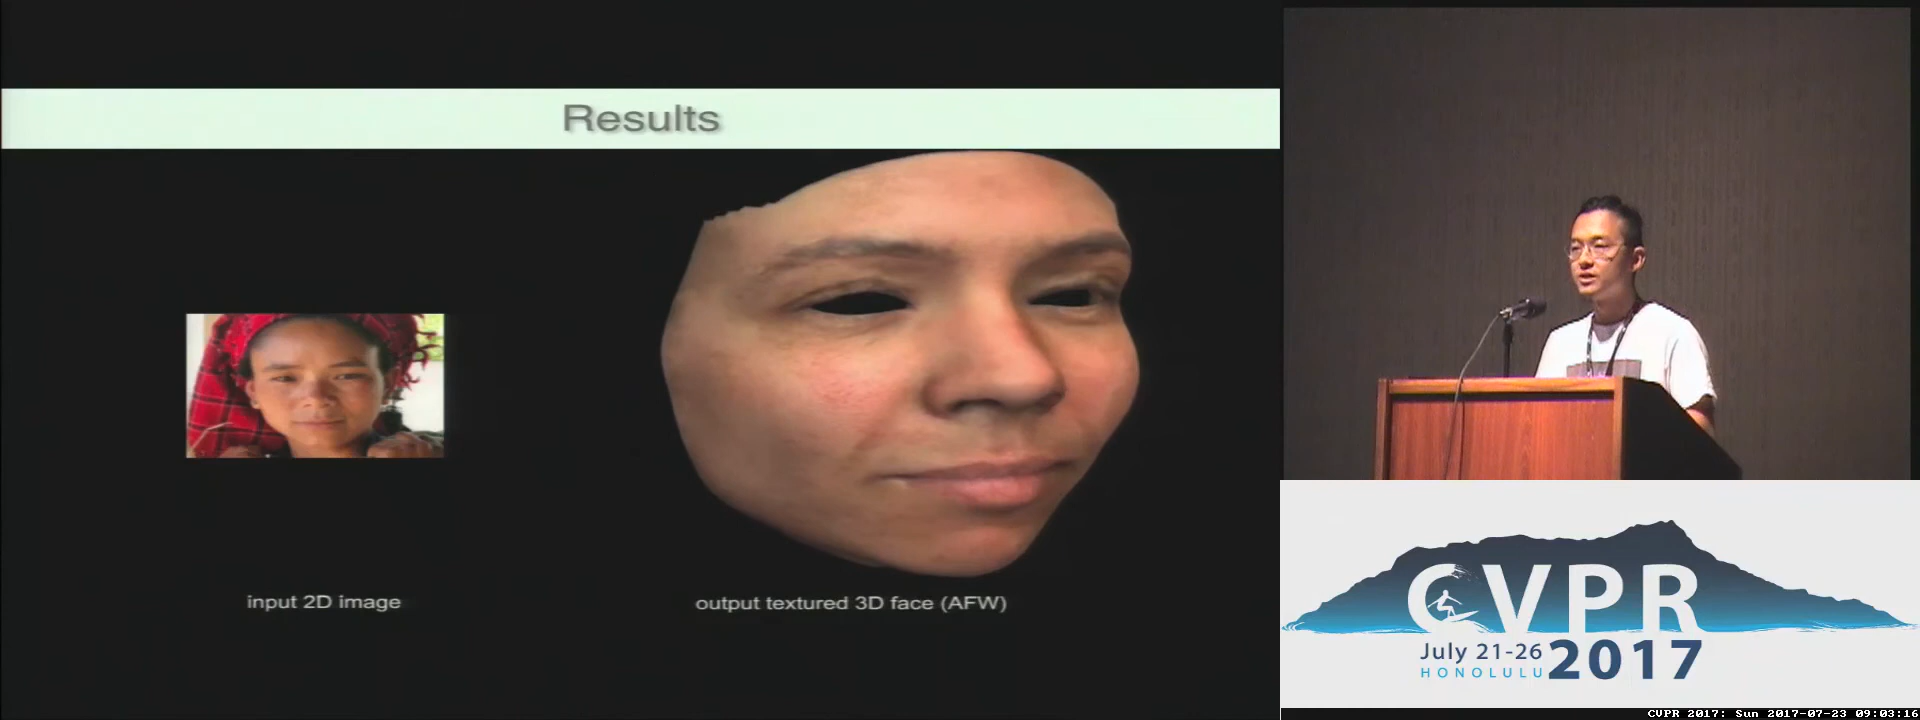 Results
input 2D image
output textured 3D face (AFW)
CVPR
July 21-26
HONOLULU
2017
CVPR 2017: Sun 2017-07-23 09:03:16